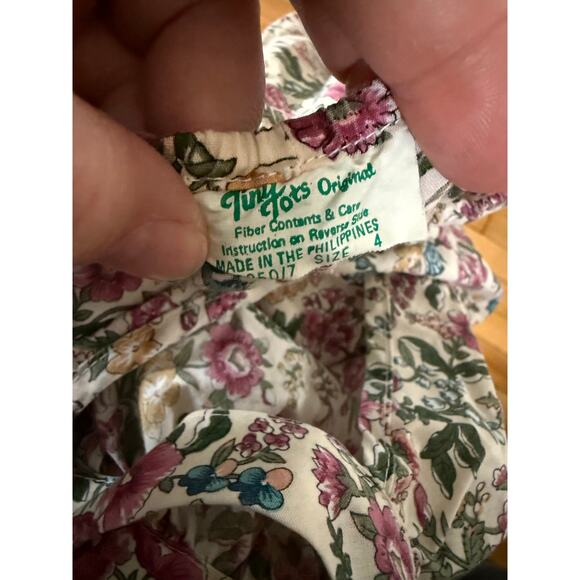 Tiny Tots Original
Fiber Contents & Care
Instruction on Reverse Side
MADE IN THE PHILIPPINES
SIZE 4